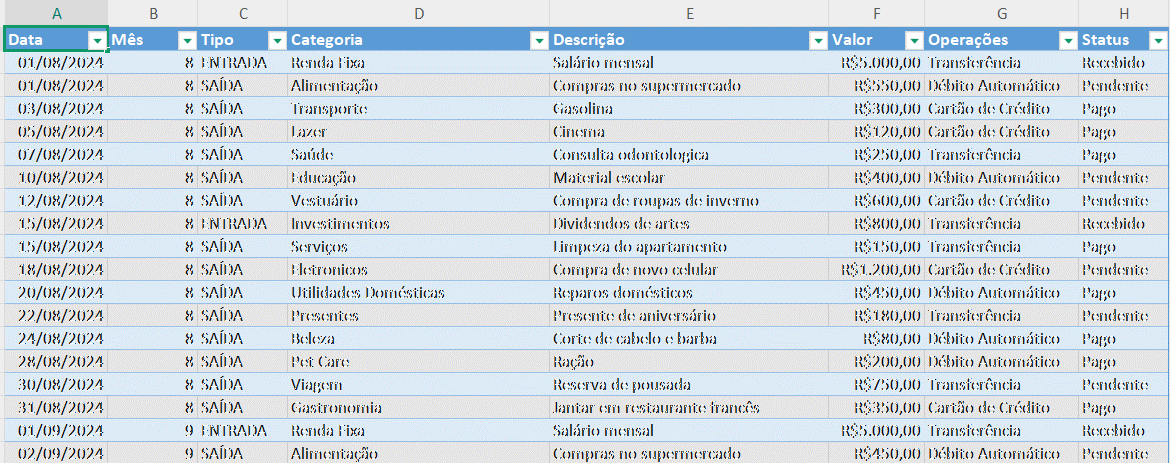 A B C D E F G H
Data Mês Tipo Categoria Descrição Valor Operações Status
01/08/2024 8 ENTRADA Renda Fixa Salário mensal R$5.000,00 Transferência Recebido
01/08/2024 8 SAÍDA Alimentação Compras no supermercado R$550,00 Débito Automático Pendente
03/08/2024 8 SAÍDA Transporte Gasolina R$300,00 Cartão de Crédito Pago
05/08/2024 8 SAÍDA Lazer Cinema R$120,00 Cartão de Crédito Pago
07/08/2024 8 SAÍDA Saúde Consulta odontologica R$250,00 Transferência Pago
10/08/2024 8 SAÍDA Educação Material escolar R$400,00 Débito Automático Pendente
12/08/2024 8 SAÍDA Vestuário Compra de roupas de inverno R$600,00 Cartão de Crédito Pendente
15/08/2024 8 ENTRADA Investimentos Dividendos de artes R$800,00 Transferência Recebido
15/08/2024 8 SAÍDA Serviços Limpeza do apartamento R$150,00 Transferência Pago
18/08/2024 8 SAÍDA Eletronicos Compra de novo celular R$1.200,00 Cartão de Crédito Pendente
20/08/2024 8 SAÍDA Utilidades Domésticas Reparos domésticos R$450,00 Débito Automático Pago
22/08/2024 8 SAÍDA Presentes Presente de aniversário R$180,00 Transferência Pendente
24/08/2024 8 SAÍDA Beleza Corte de cabelo e barba R$80,00 Débito Automático Pago
28/08/2024 8 SAÍDA Pet Care Ração R$200,00 Débito Automático Pago
30/08/2024 8 SAÍDA Viagem Reserva de pousada R$750,00 Transferência Pendente
31/08/2024 8 SAÍDA Gastronomia Jantar em restaurante francês R$350,00 Cartão de Crédito Pago
01/09/2024 9 ENTRADA Renda Fixa Salário mensal R$5.000,00 Transferência Recebido
02/09/2024 9 SAÍDA Alimentação Compras no supermercado R$450,00 Débito Automático Pendente